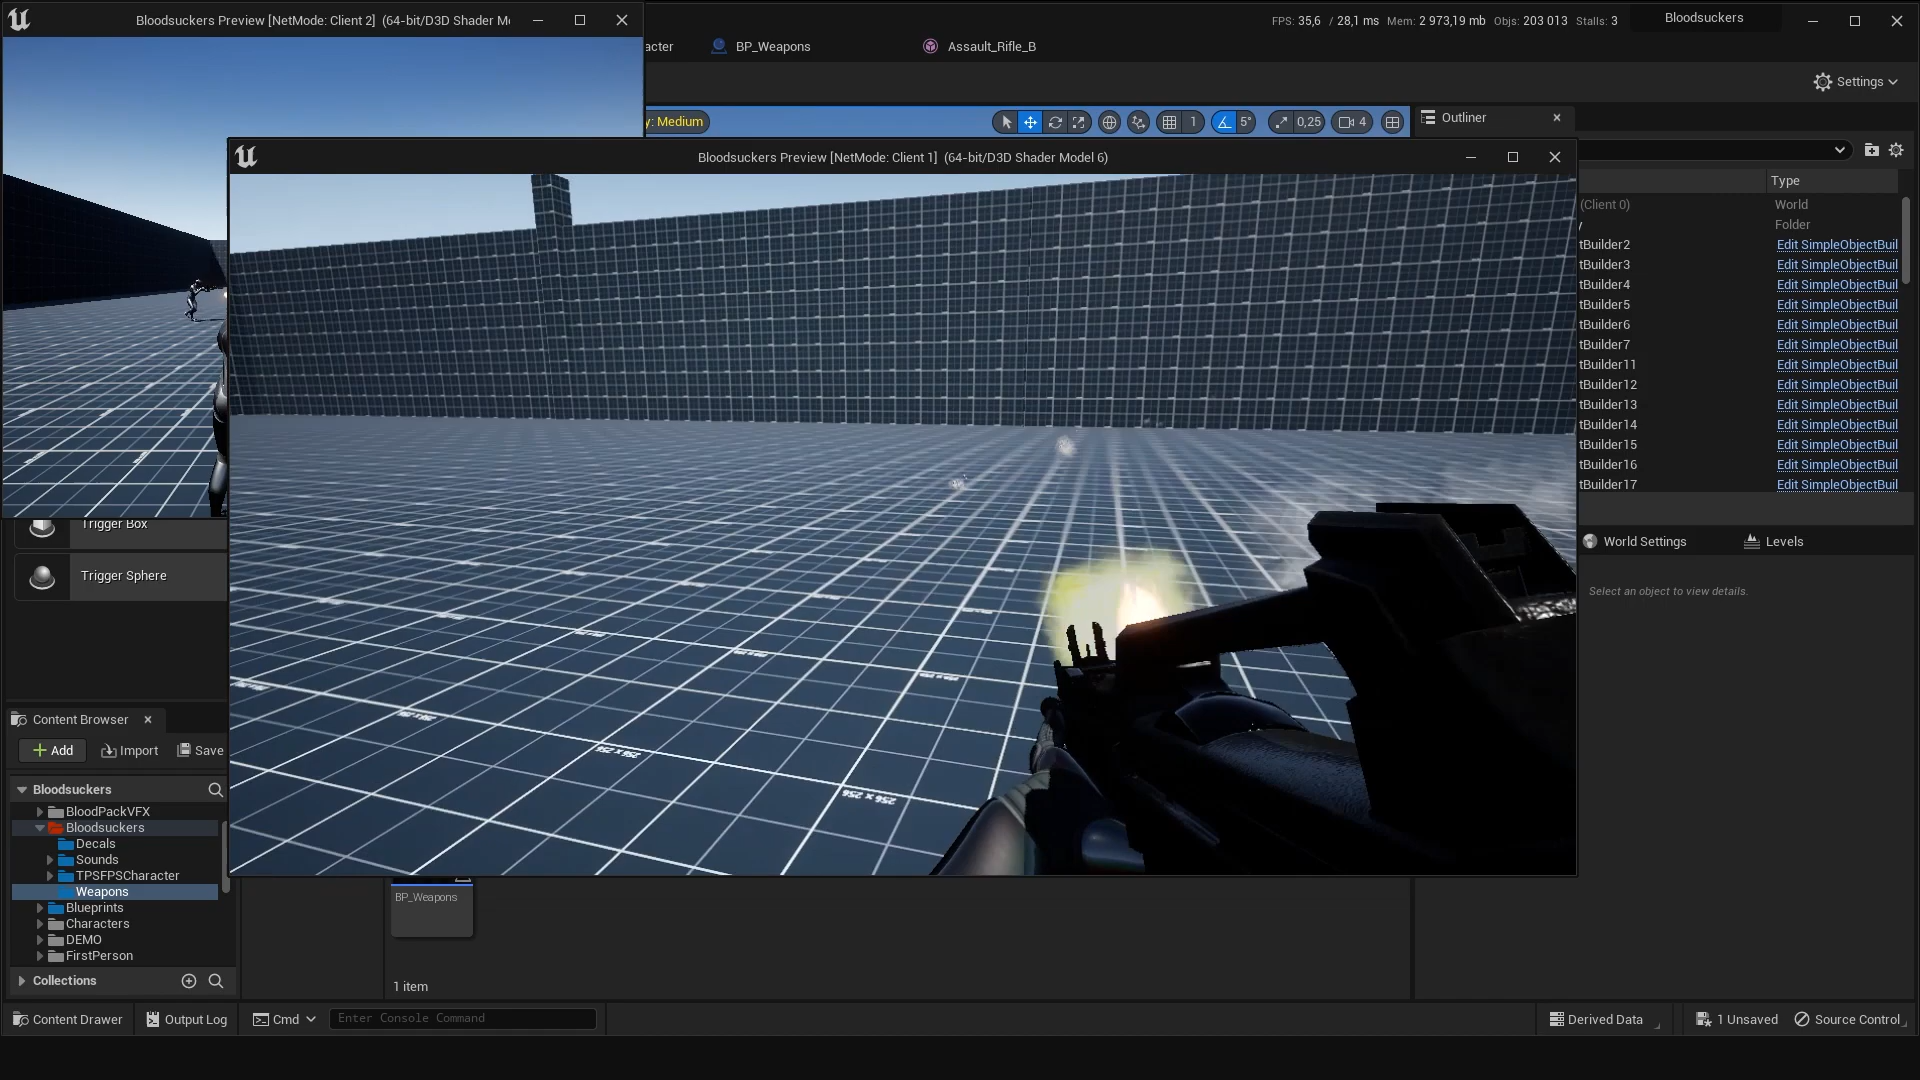 Bloodsuckers Preview [NetMode: Client 2] (64-bit/D3D Shader M
FPS: 35,6 / 28,1 ms Mem: 2 973,19 mb Objs: 203 013 Stalls: 3
Bloodsuckers
acter
BP_Weapons
Assault_Rifle_B
Settings
y: Medium
1
5°
0,25
4
Outliner
Bloodsuckers Preview [NetMode: Client 1] (64-bit/D3D Shader Model 6)
Type
(Client 0) World
Folder
tBuilder2 Edit SimpleObjectBuil
tBuilder3 Edit SimpleObjectBuil
tBuilder4 Edit SimpleObjectBuil
tBuilder5 Edit SimpleObjectBuil
tBuilder6 Edit SimpleObjectBuil
tBuilder7 Edit SimpleObjectBuil
tBuilder11 Edit SimpleObjectBuil
tBuilder12 Edit SimpleObjectBuil
tBuilder13 Edit SimpleObjectBuil
tBuilder14 Edit SimpleObjectBuil
tBuilder15 Edit SimpleObjectBuil
tBuilder16 Edit SimpleObjectBuil
tBuilder17 Edit SimpleObjectBuil
World Settings
Levels
Select an object to view details.
Trigger Box
Trigger Sphere
256 x 256
256 x 256
Content Browser
Add
Import
Save
Bloodsuckers
BloodPackVFX
Bloodsuckers
Decals
Sounds
TPSFPSCharacter
Weapons
Blueprints
Characters
DEMO
FirstPerson
Collections
BP_Weapons
1 item
Content Drawer
Output Log
Cmd
Enter Console Command
Derived Data
1 Unsaved
Source Control